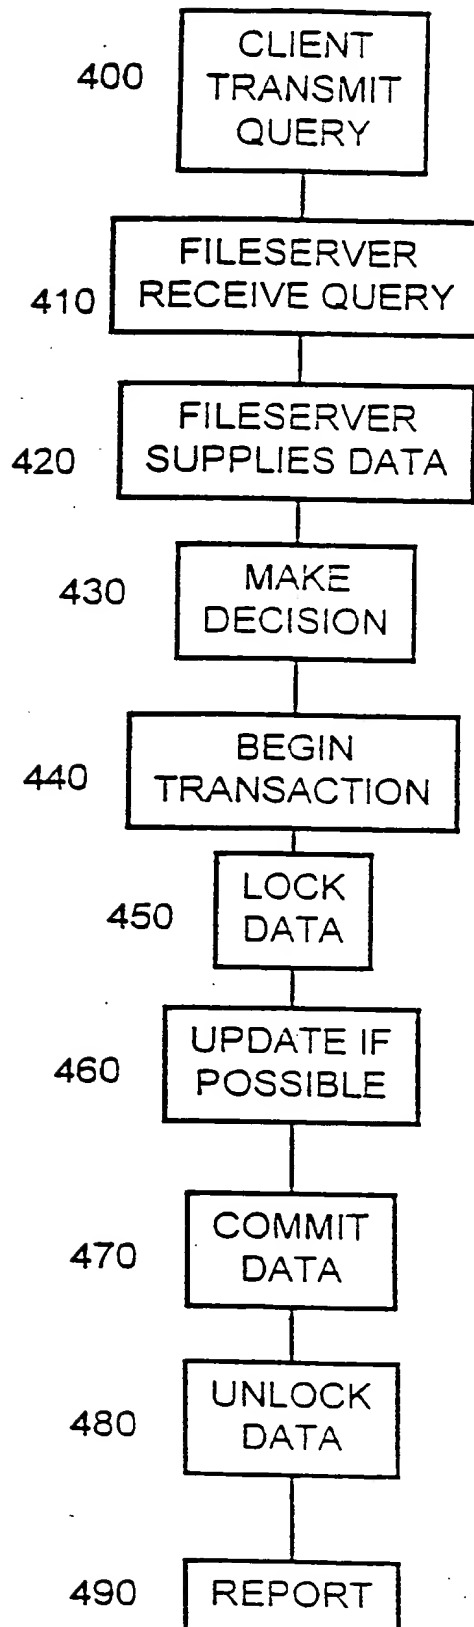 400
CLIENT
TRANSMIT
QUERY
410
FILESERVER
RECEIVE QUERY
420
FILESERVER
SUPPLIES DATA
430
MAKE
DECISION
440
BEGIN
TRANSACTION
450
LOCK
DATA
460
UPDATE IF
POSSIBLE
470
COMMIT
DATA
480
UNLOCK
DATA
490
REPORT